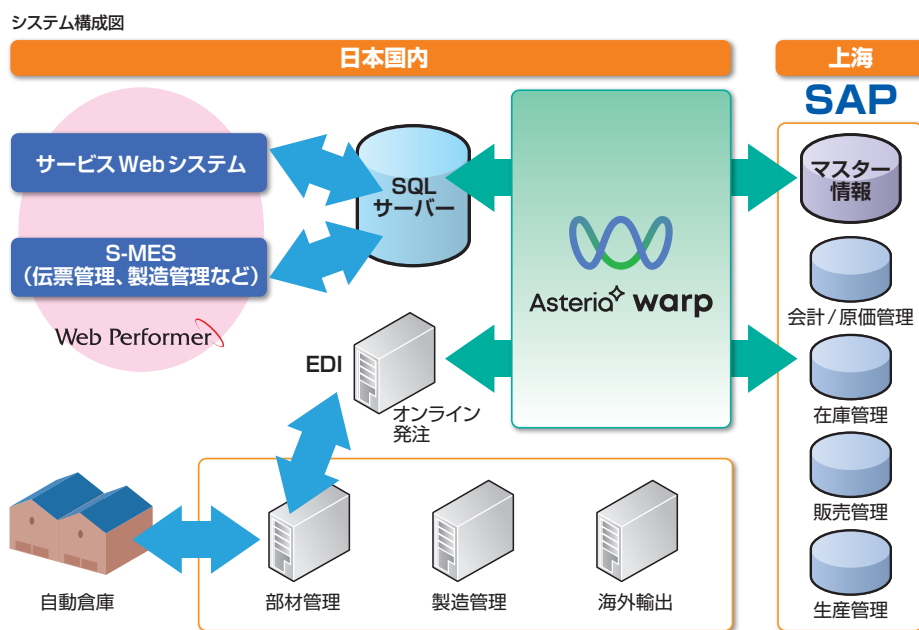 システム構成図
日本国内
上海
SAP
サービスWebシステム
S-MES
（伝票管理、製造管理など）
Web Performer
SQL
サーバー
Asteria warp
マスター
情報
会計/原価管理
在庫管理
販売管理
生産管理
EDI
オンライン
発注
自動倉庫
部材管理
製造管理
海外輸出